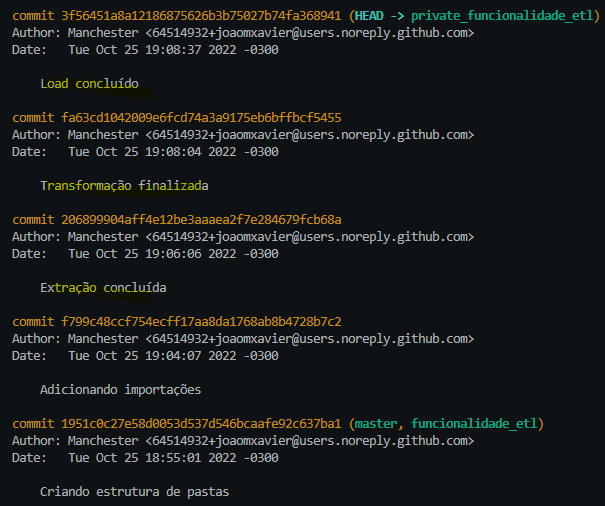 commit 3f56451a8a12186875626b3b75027b74fa368941 (HEAD -> private_funcionalidade_etl)
Author: Manchester <64514932+joaomxavier@users.noreply.github.com>
Date:   Tue Oct 25 19:08:37 2022 -0300
Load concluído
commit fa63cd1042009e6fcd74a3a9175eb6bffbcf5455
Author: Manchester <64514932+joaomxavier@users.noreply.github.com>
Date:   Tue Oct 25 19:08:04 2022 -0300
Transformação finalizada
commit 206899904aff4e12be3aaaea2f7e284679fcb68a
Author: Manchester <64514932+joaomxavier@users.noreply.github.com>
Date:   Tue Oct 25 19:06:06 2022 -0300
Extração concluída
commit f799c48ccf754ecff17aa8da1768ab8b4728b7c2
Author: Manchester <64514932+joaomxavier@users.noreply.github.com>
Date:   Tue Oct 25 19:04:07 2022 -0300
Adicionando importações
commit 1951c0c27e58d0053d537d546bcaafe92c637ba1 (master, funcionalidade_etl)
Author: Manchester <64514932+joaomxavier@users.noreply.github.com>
Date:   Tue Oct 25 18:55:01 2022 -0300
Criando estrutura de pastas